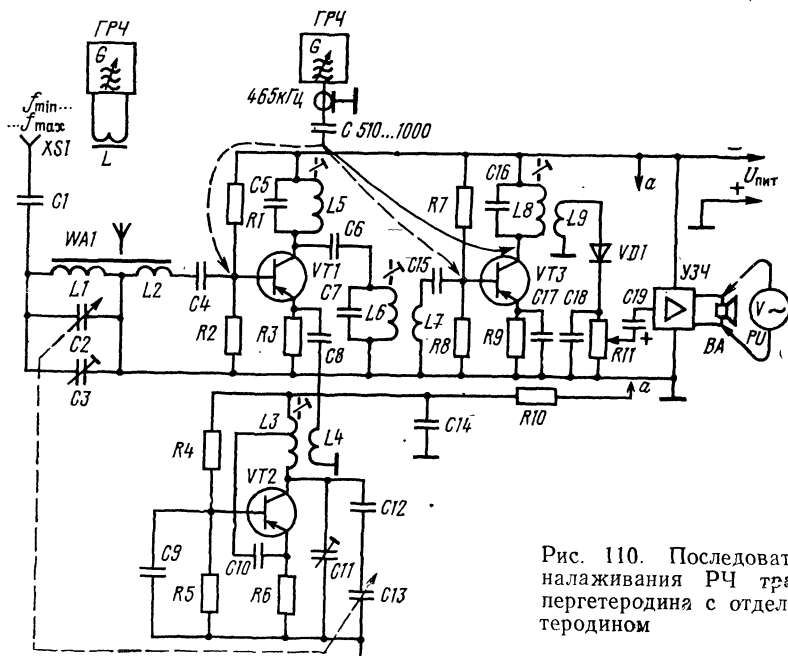 ГРЧ
G
ГРЧ
G
465кГц
C 510...1000
fmin...
...fmax
XS1
L
C1
WA1
L1
L2
C2
C3
C4
R1
R2
C5
L5
C6
VT1
R3
C7
L6
C8
R7
C15
L7
R8
C16
L8
L9
VT3
R9
C17
C18
VD1
R11
C19
+
УЗЧ
BA
V
PU
a
a
−
Uпит
+
R10
C14
R4
L3
L4
VT2
C9
R5
C10
R6
C11
C12
C13
Рис. 110. Последоват
налаживания РЧ тра
пергетеродина с отдел
теродином